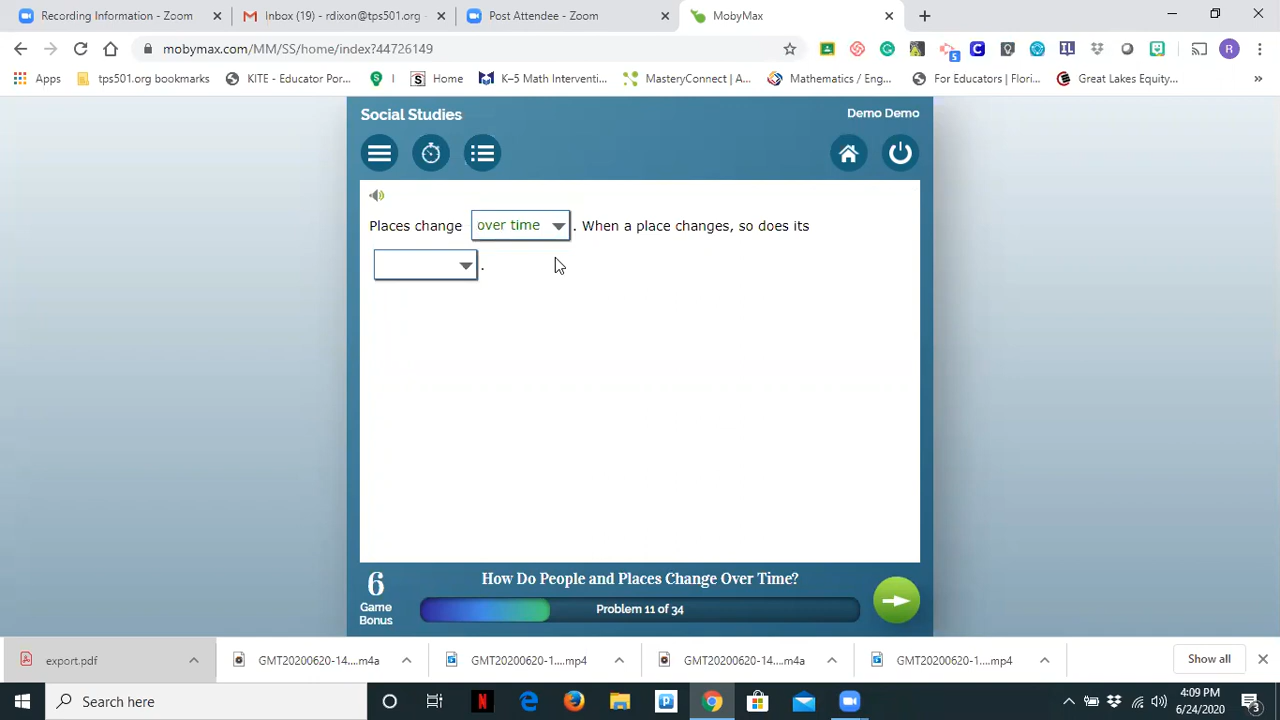 Recording Information - Zoom
Inbox (19) - rdixon@tps501.org -
Post Attendee - Zoom
MobyMax
mobymax.com/MM/SS/home/index?44726149
5
R
Apps
tps501.org bookmarks
KITE - Educator Por...
I
Home
K–5 Math Interventi...
MasteryConnect | A...
Mathematics / Eng...
For Educators | Flori...
Great Lakes Equity...
»
Social Studies
Demo Demo
Places change over time . When a place changes, so does its
.
6
Game
Bonus
How Do People and Places Change Over Time?
Problem 11 of 34
export.pdf
GMT20200620-14....m4a
GMT20200620-1....mp4
GMT20200620-14....m4a
GMT20200620-1....mp4
Show all
Search here
4:09 PM
6/24/2020
3